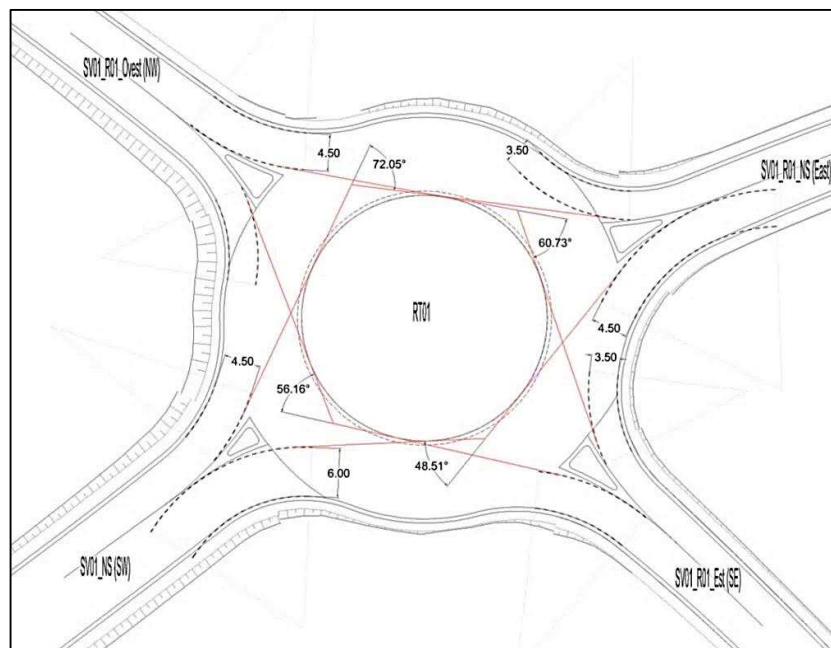 SV01_R01_Ovest (NW)
4.50
3.50
72.05°
SV01_R01_NS (East)
60.73°
RT01
4.50
3.50
4.50
56.16°
48.51°
6.00
SV01_NS (SW)
SV01_R01_Est (SE)